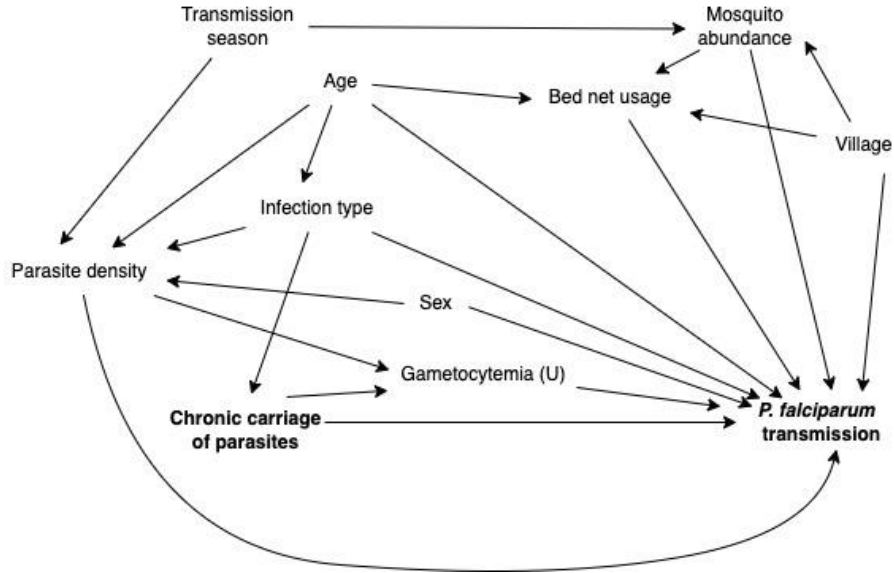 Transmission
season
Mosquito
abundance
Age
Bed net usage
Village
Infection type
Parasite density
Sex
Gametocytemia (U)
Chronic carriage
of parasites
P. falciparum
transmission